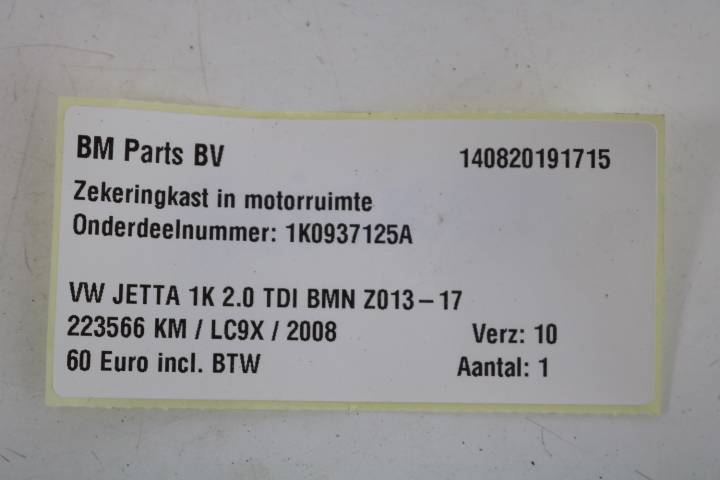 BM Parts BV 140820191715
Zekeringkast in motorruimte
Onderdeelnummer: 1K0937125A
VW JETTA 1K 2.0 TDI BMN Z013-17
223566 KM / LC9X / 2008 Verz: 10
60 Euro incl. BTW Aantal: 1